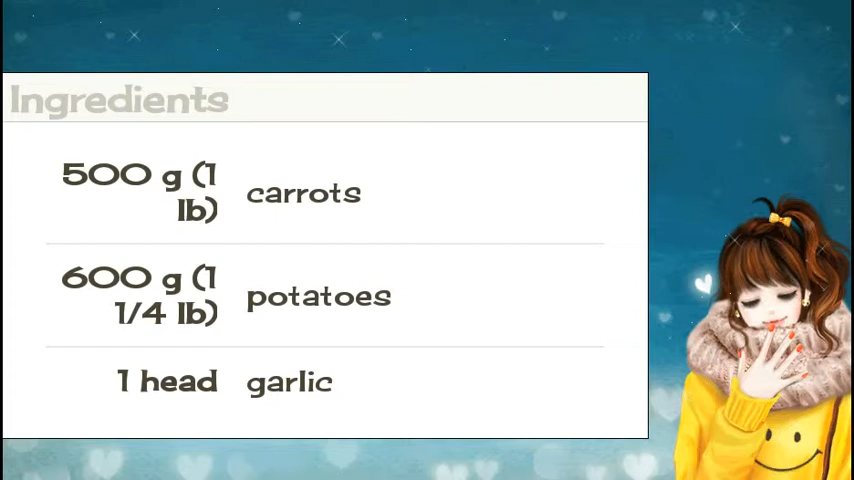 Ingredients
500 g (1
lb)
carrots
600 g (1
1/4 lb)
potatoes
1 head garlic